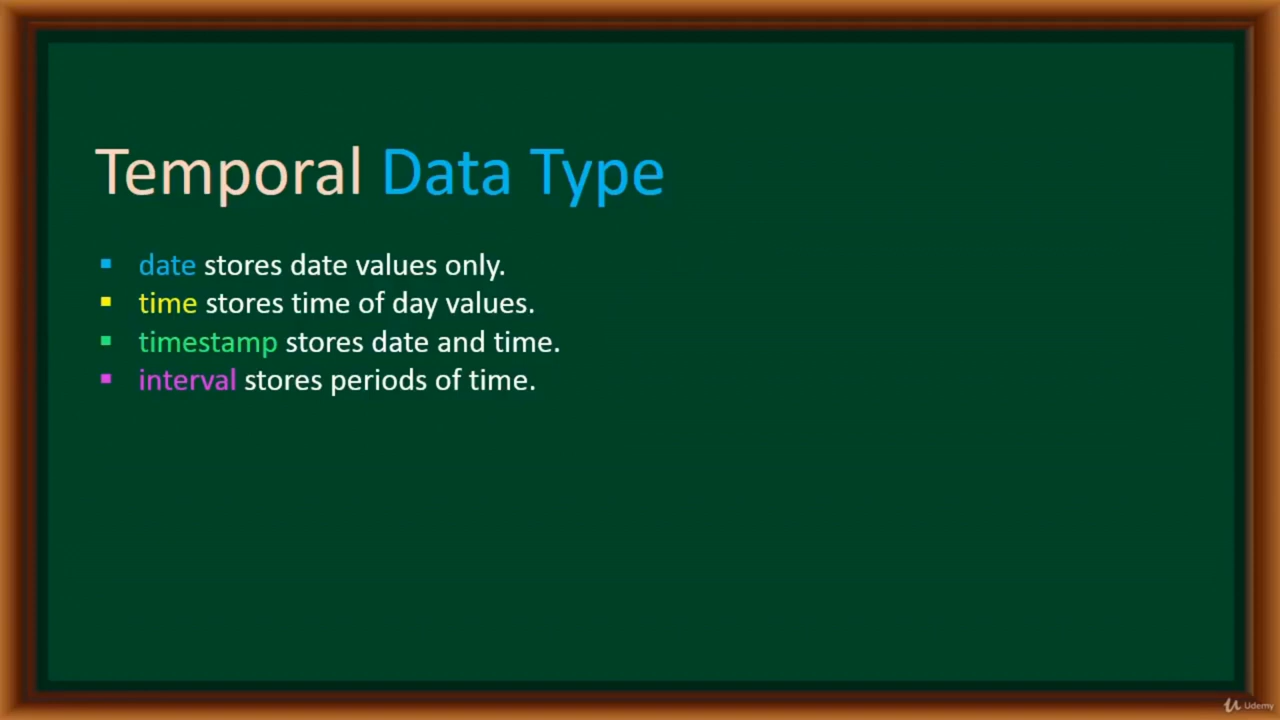 Temporal Data Type
▪ date stores date values only.
▪ time stores time of day values.
▪ timestamp stores date and time.
▪ interval stores periods of time.
Udemy